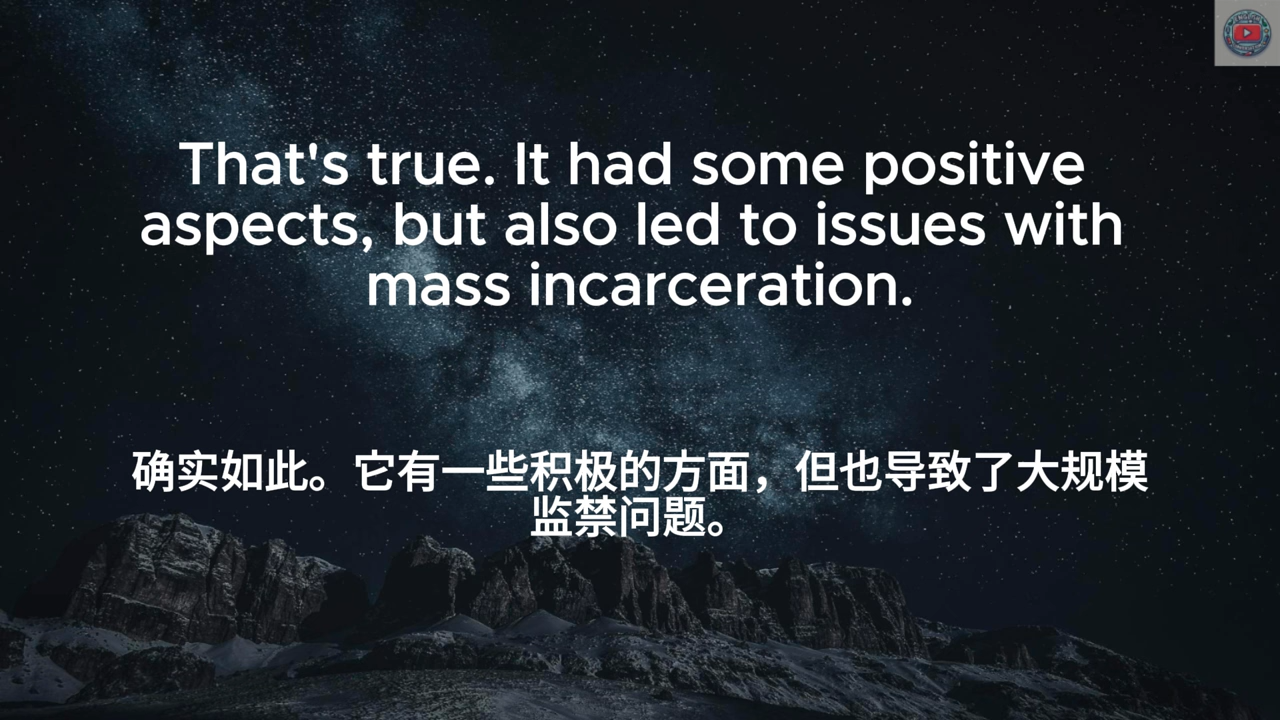 That's true. It had some positive
aspects, but also led to issues with
mass incarceration.
确实如此。它有一些积极的方面，但也导致了大规模
监禁问题。